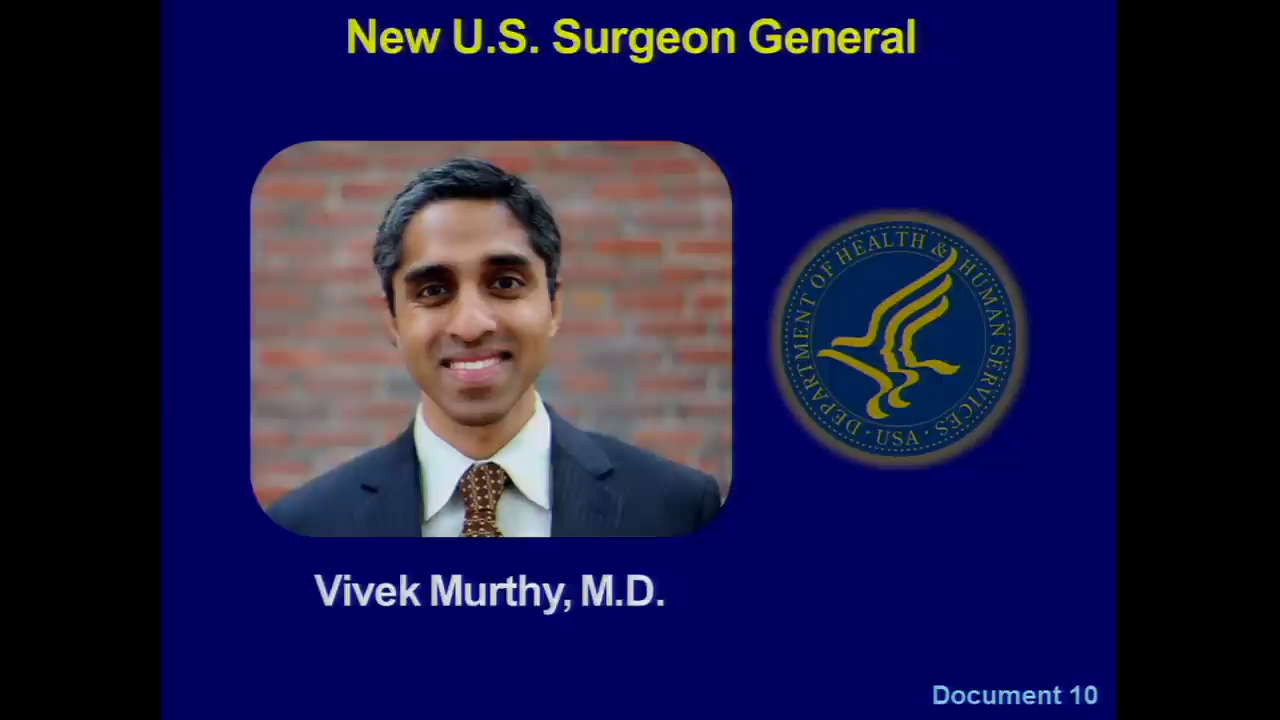 New U.S. Surgeon General
DEPARTMENT OF HEALTH & HUMAN SERVICES · USA ·
Vivek Murthy, M.D.
Document 10